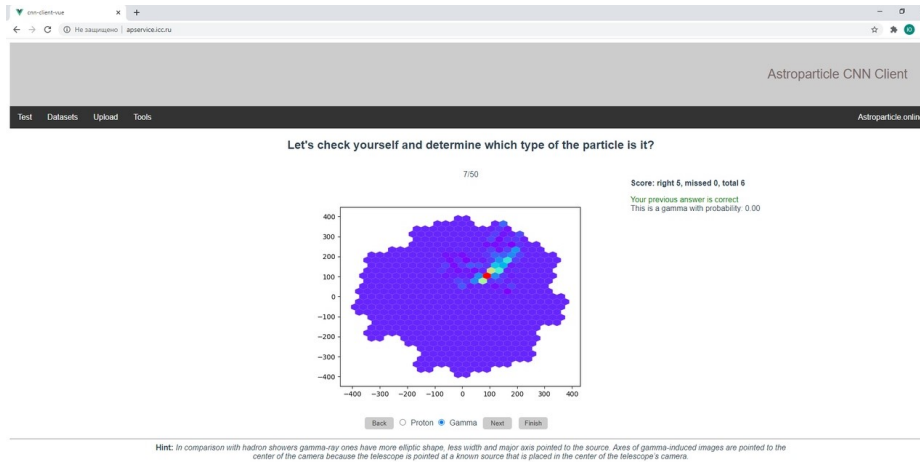 cnn-client-vue
Не защищено | apservice.icc.ru
Astroparticle CNN Client
Test Datasets Upload Tools Astroparticle.onlin
Let's check yourself and determine which type of the particle is it?
7/50
Score: right 5, missed 0, total 6
Your previous answer is correct
This is a gamma with probability: 0.00
400
300
200
100
0
−100
−200
−300
−400
−400 −300 −200 −100 0 100 200 300 400
Back Proton Gamma Next Finish
Hint: In comparison with hadron showers gamma-ray ones have more elliptic shape, less width and major axis pointed to the source. Axes of gamma-induced images are pointed to the
center of the camera because the telescope is pointed at a known source that is placed in the center of the telescope's camera.